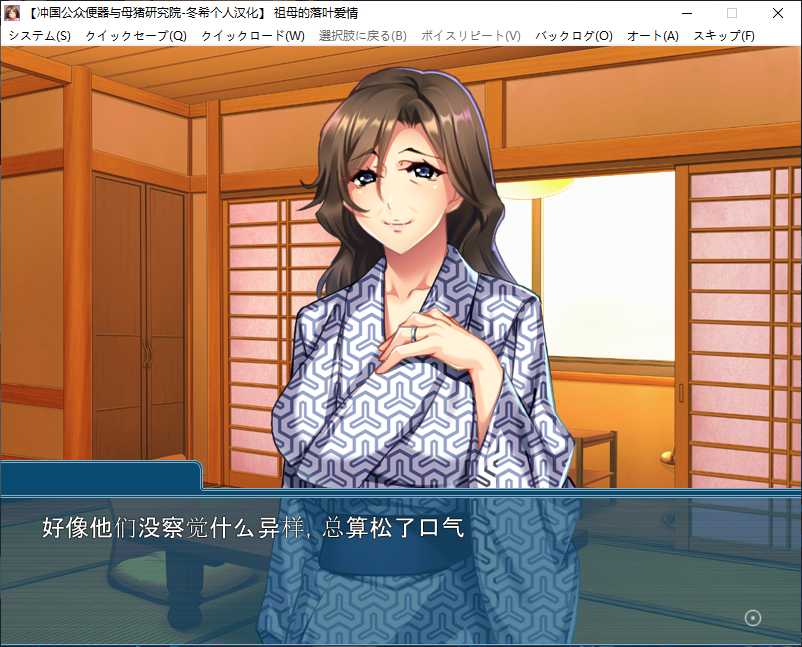 【冲国公众便器与母猪研究院-冬希个人汉化】 祖母的落叶爱情
システム(S) クイックセーブ(Q) クイックロード(W) 選択肢に戻る(B) ボイスリピート(V) バックログ(O) オート(A) スキップ(F)
好像他们没察觉什么异样, 总算松了口气